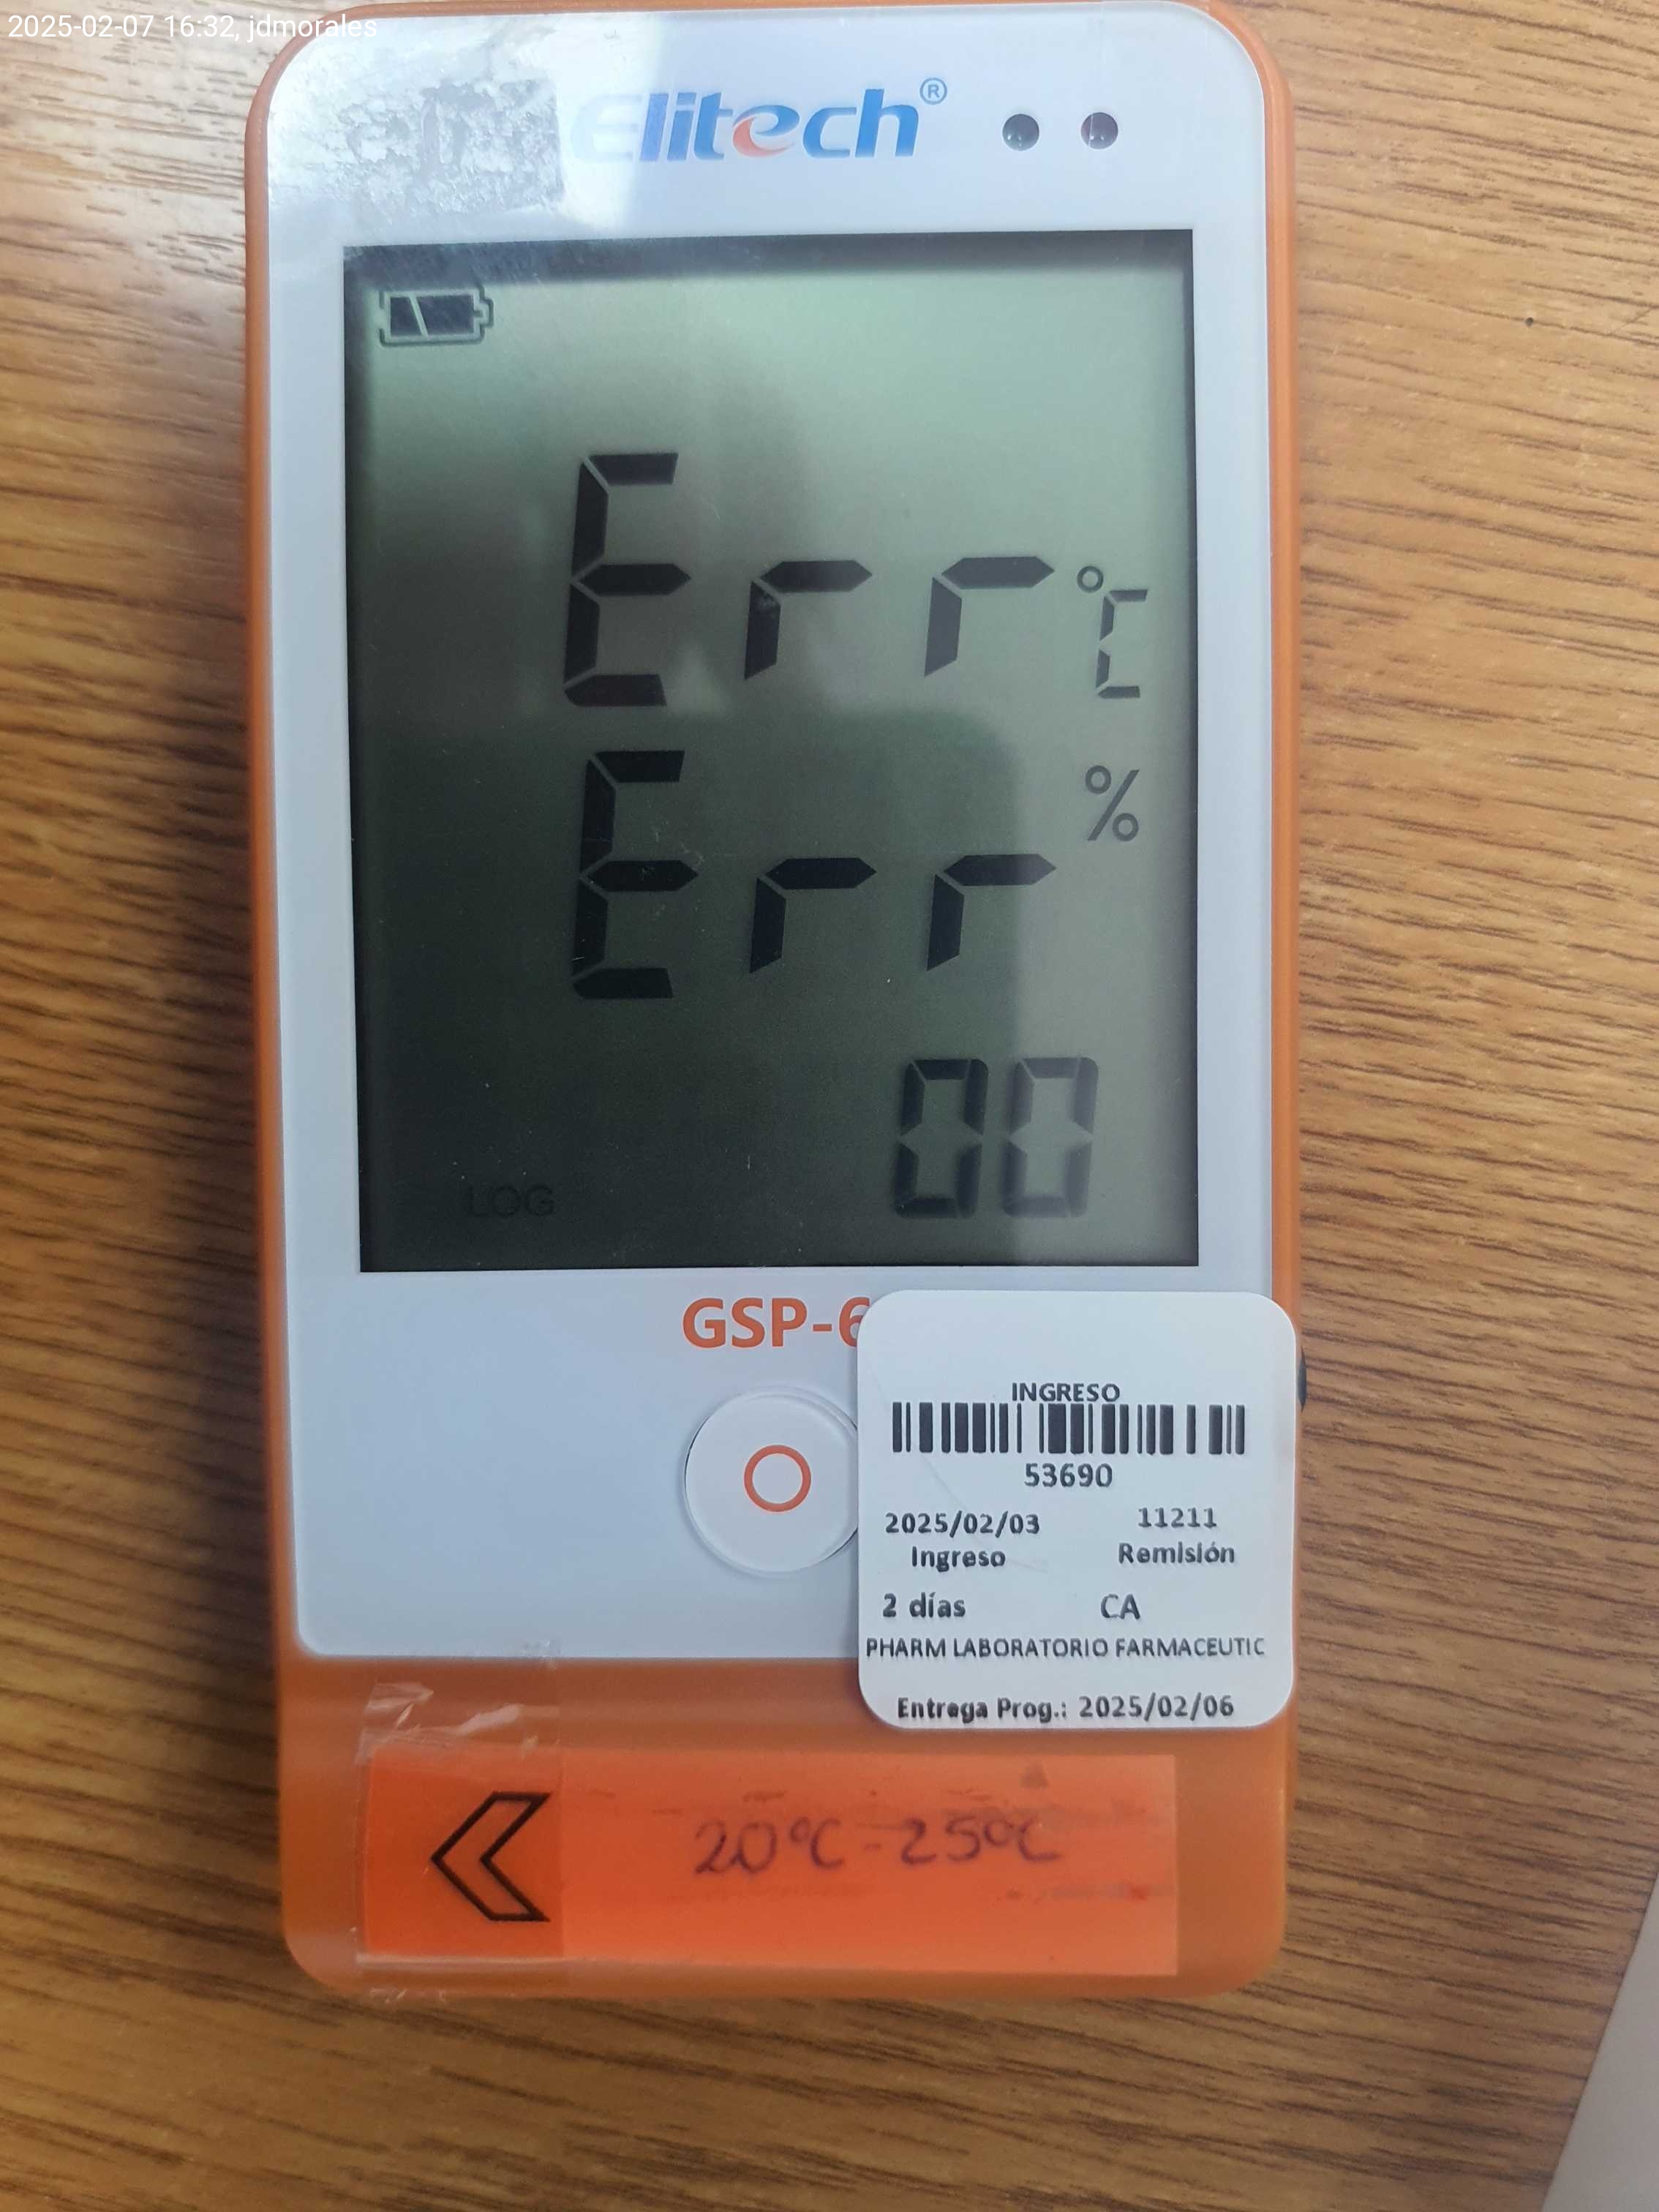 2025-02-07 16:32, jdmorales
Elitech®
Err °C
Err %
00
LOG
GSP-6
INGRESO
53690
2025/02/03 11211
Ingreso Remisión
2 días CA
PHARM LABORATORIO FARMACEUTIC
Entrega Prog.: 2025/02/06
20°C - 25°C